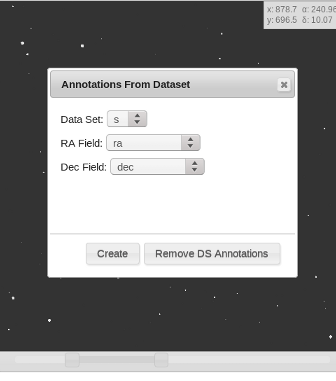 x: 878.7 α: 240.96
y: 696.5 δ: 10.07
Annotations From Dataset
Data Set: s
RA Field: ra
Dec Field: dec
Create Remove DS Annotations